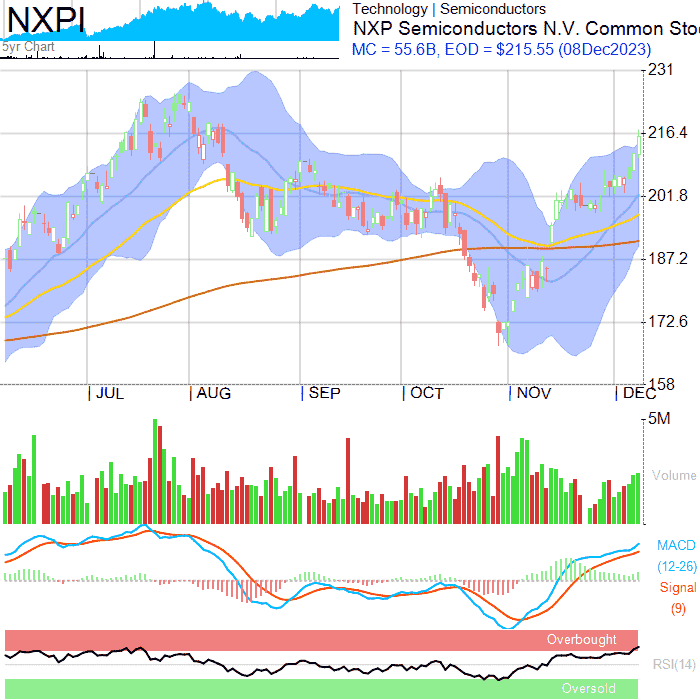 NXPI
5yr Chart
Technology | Semiconductors
NXP Semiconductors N.V. Common Sto
MC = 55.6B, EOD = $215.55 (08Dec2023)
231
216.4
201.8
187.2
172.6
158
JUL AUG SEP OCT NOV DEC
5M
Volume
MACD
(12-26)
Signal
(9)
Overbought
RSI(14)
Oversold